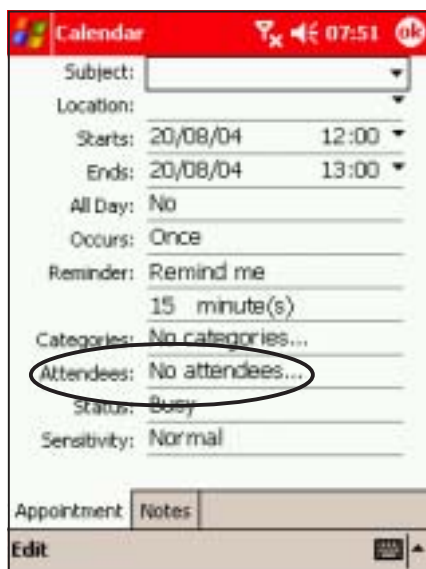 Calendar 07:51 ok
Subject:
Location:
Starts: 20/08/04 12:00
Ends: 20/08/04 13:00
All Day: No
Occurs: Once
Reminder: Remind me
15 minute(s)
Categories: No categories...
Attendees: No attendees...
Status: Busy
Sensitivity: Normal
Appointment Notes
Edit